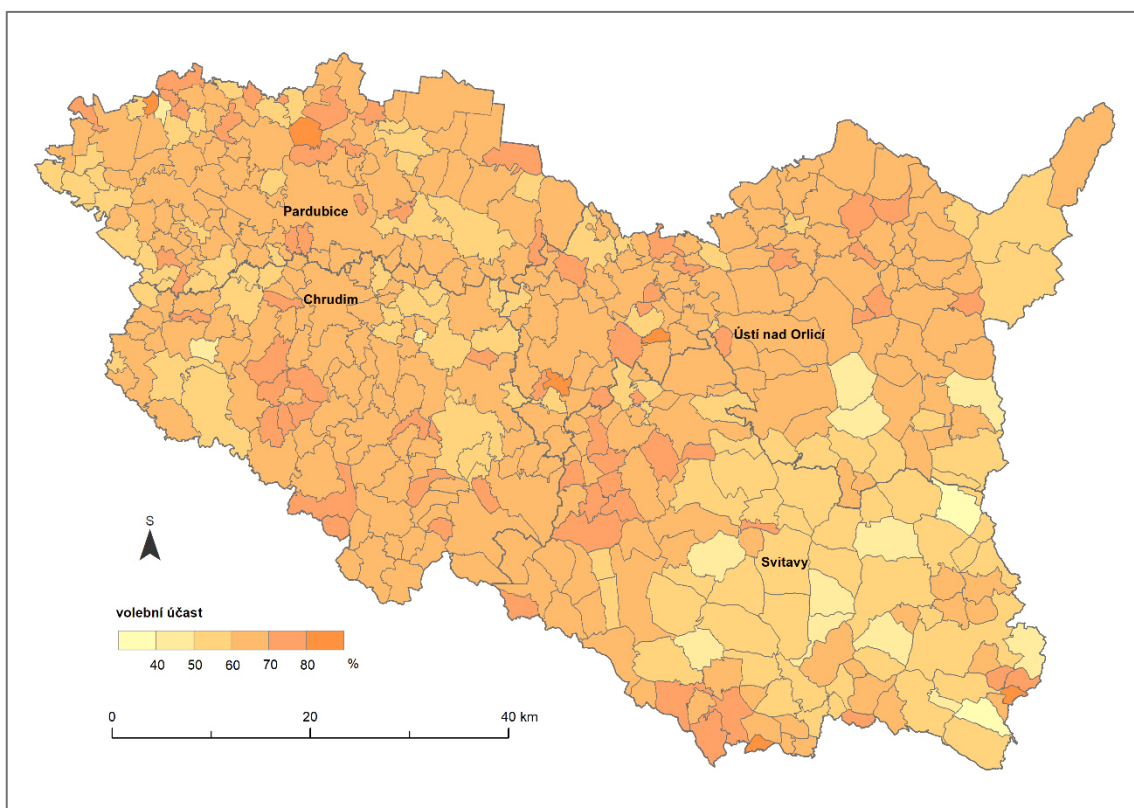 Pardubice
Chrudim
Ústí nad Orlicí
S
Svitavy
volební účast
40 50 60 70 80 %
0 20 40 km